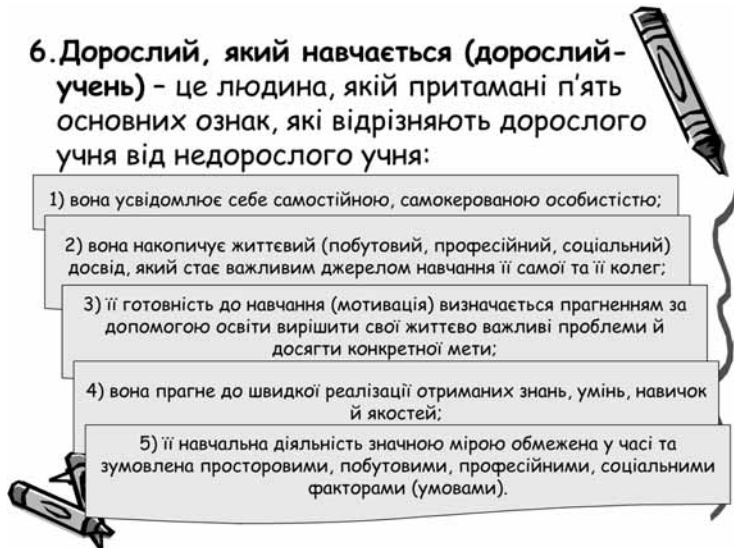 6.Дорослий, який навчається (дорослий-
учень) – це людина, якій притамані п'ять
основних ознак, які відрізняють дорослого
учня від недорослого учня:
1) вона усвідомлює себе самостійною, самокерованою особистістю;
2) вона накопичує життєвий (побутовий, професійний, соціальний)
досвід, який стає важливим джерелом навчання її самої та її колег;
3) її готовність до навчання (мотивація) визначається прагненням за
допомогою освіти вирішити свої життєво важливі проблеми й
досягти конкретної мети;
4) вона прагне до швидкої реалізації отриманих знань, умінь, навичок
й якостей;
5) її навчальна діяльність значною мірою обмежена у часі та
зумовлена просторовими, побутовими, професійними, соціальними
факторами (умовами).